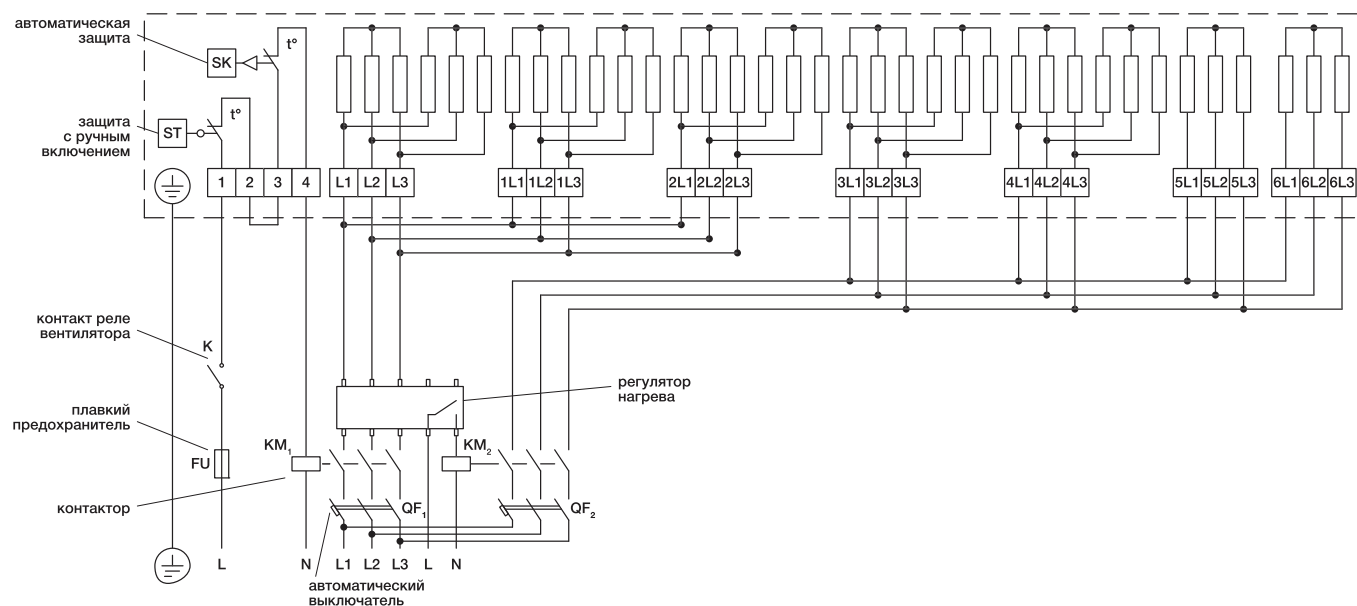 автоматическая
защита
SK
t°
защита
с ручным
включением
ST
t°
1 2 3 4
L1 L2 L3
1L1 1L2 1L3
2L1 2L2 2L3
3L1 3L2 3L3
4L1 4L2 4L3
5L1 5L2 5L3
6L1 6L2 6L3
контакт реле
вентилятора
K
регулятор
нагрева
плавкий
предохранитель
FU
KM1
KM2
контактор
QF1
QF2
L N L1 L2 L3 L N
автоматический
выключатель